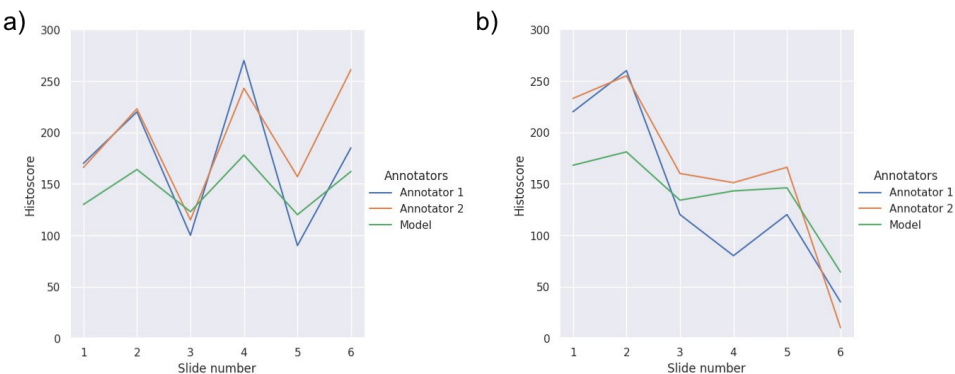 a)
300
250
200
150
100
50
0
Histoscore
1 2 3 4 5 6
Slide number
Annotators
Annotator 1
Annotator 2
Model
b)
300
250
200
150
100
50
0
Histoscore
1 2 3 4 5 6
Slide number
Annotators
Annotator 1
Annotator 2
Model